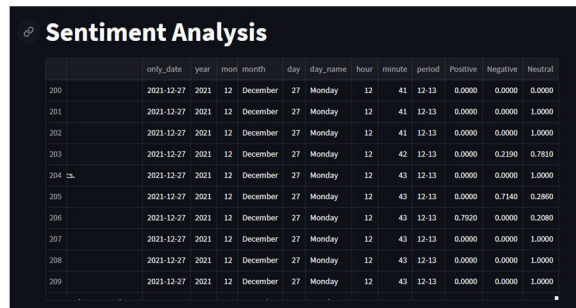 Sentiment Analysis
only_date year mon month day day_name hour minute period Positive Negative Neutral
200 2021-12-27 2021 12 December 27 Monday 12 41 12-13 0.0000 0.0000 0.0000
201 2021-12-27 2021 12 December 27 Monday 12 41 12-13 0.0000 0.0000 1.0000
202 2021-12-27 2021 12 December 27 Monday 12 41 12-13 0.0000 0.0000 1.0000
203 2021-12-27 2021 12 December 27 Monday 12 42 12-13 0.0000 0.2190 0.7810
204 2021-12-27 2021 12 December 27 Monday 12 43 12-13 0.0000 0.0000 1.0000
205 2021-12-27 2021 12 December 27 Monday 12 43 12-13 0.0000 0.7140 0.2860
206 2021-12-27 2021 12 December 27 Monday 12 43 12-13 0.7920 0.0000 0.2080
207 2021-12-27 2021 12 December 27 Monday 12 43 12-13 0.0000 0.0000 1.0000
208 2021-12-27 2021 12 December 27 Monday 12 43 12-13 0.0000 0.0000 1.0000
209 2021-12-27 2021 12 December 27 Monday 12 43 12-13 0.0000 0.0000 1.0000